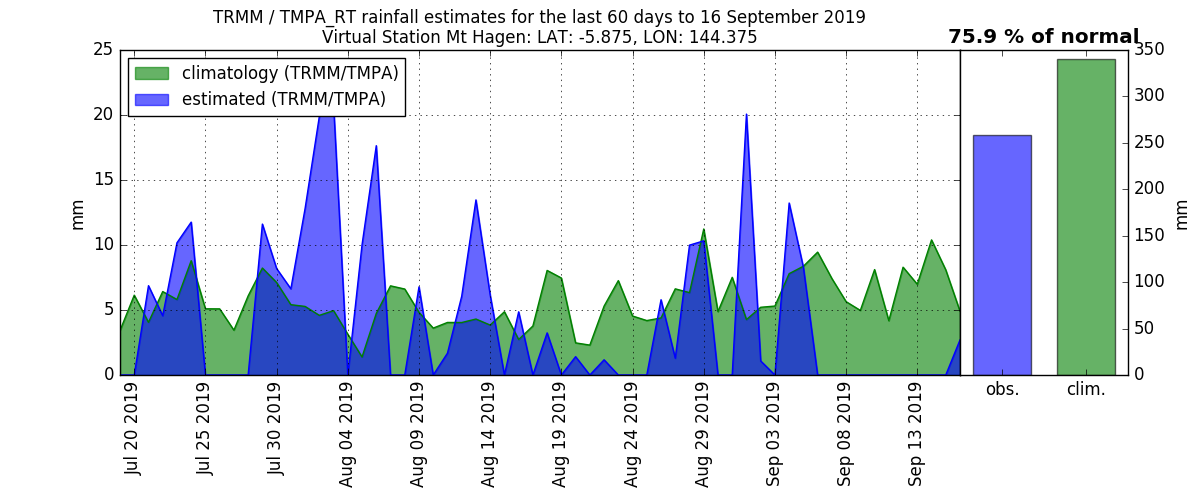 TRMM / TMPA_RT rainfall estimates for the last 60 days to 16 September 2019
Virtual Station Mt Hagen: LAT: -5.875, LON: 144.375
75.9 % of normal
climatology (TRMM/TMPA)
estimated (TRMM/TMPA)
25
20
15
10
5
0
mm
Jul 20 2019
Jul 25 2019
Jul 30 2019
Aug 04 2019
Aug 09 2019
Aug 14 2019
Aug 19 2019
Aug 24 2019
Aug 29 2019
Sep 03 2019
Sep 08 2019
Sep 13 2019
obs.
clim.
350
300
250
200
150
100
50
0
mm